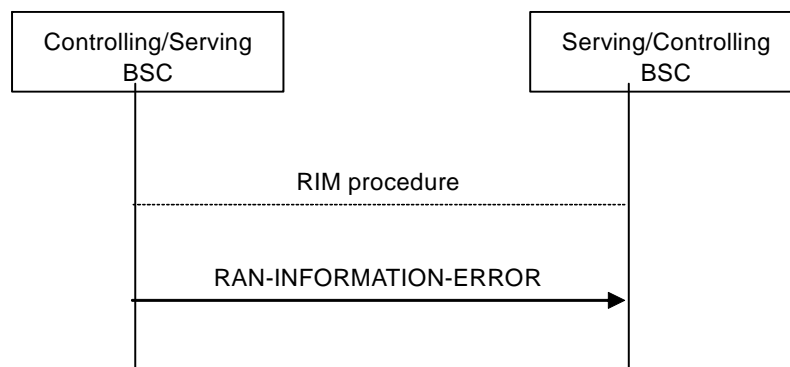 Controlling/Serving
BSC
Serving/Controlling
BSC
RIM procedure
RAN-INFORMATION-ERROR